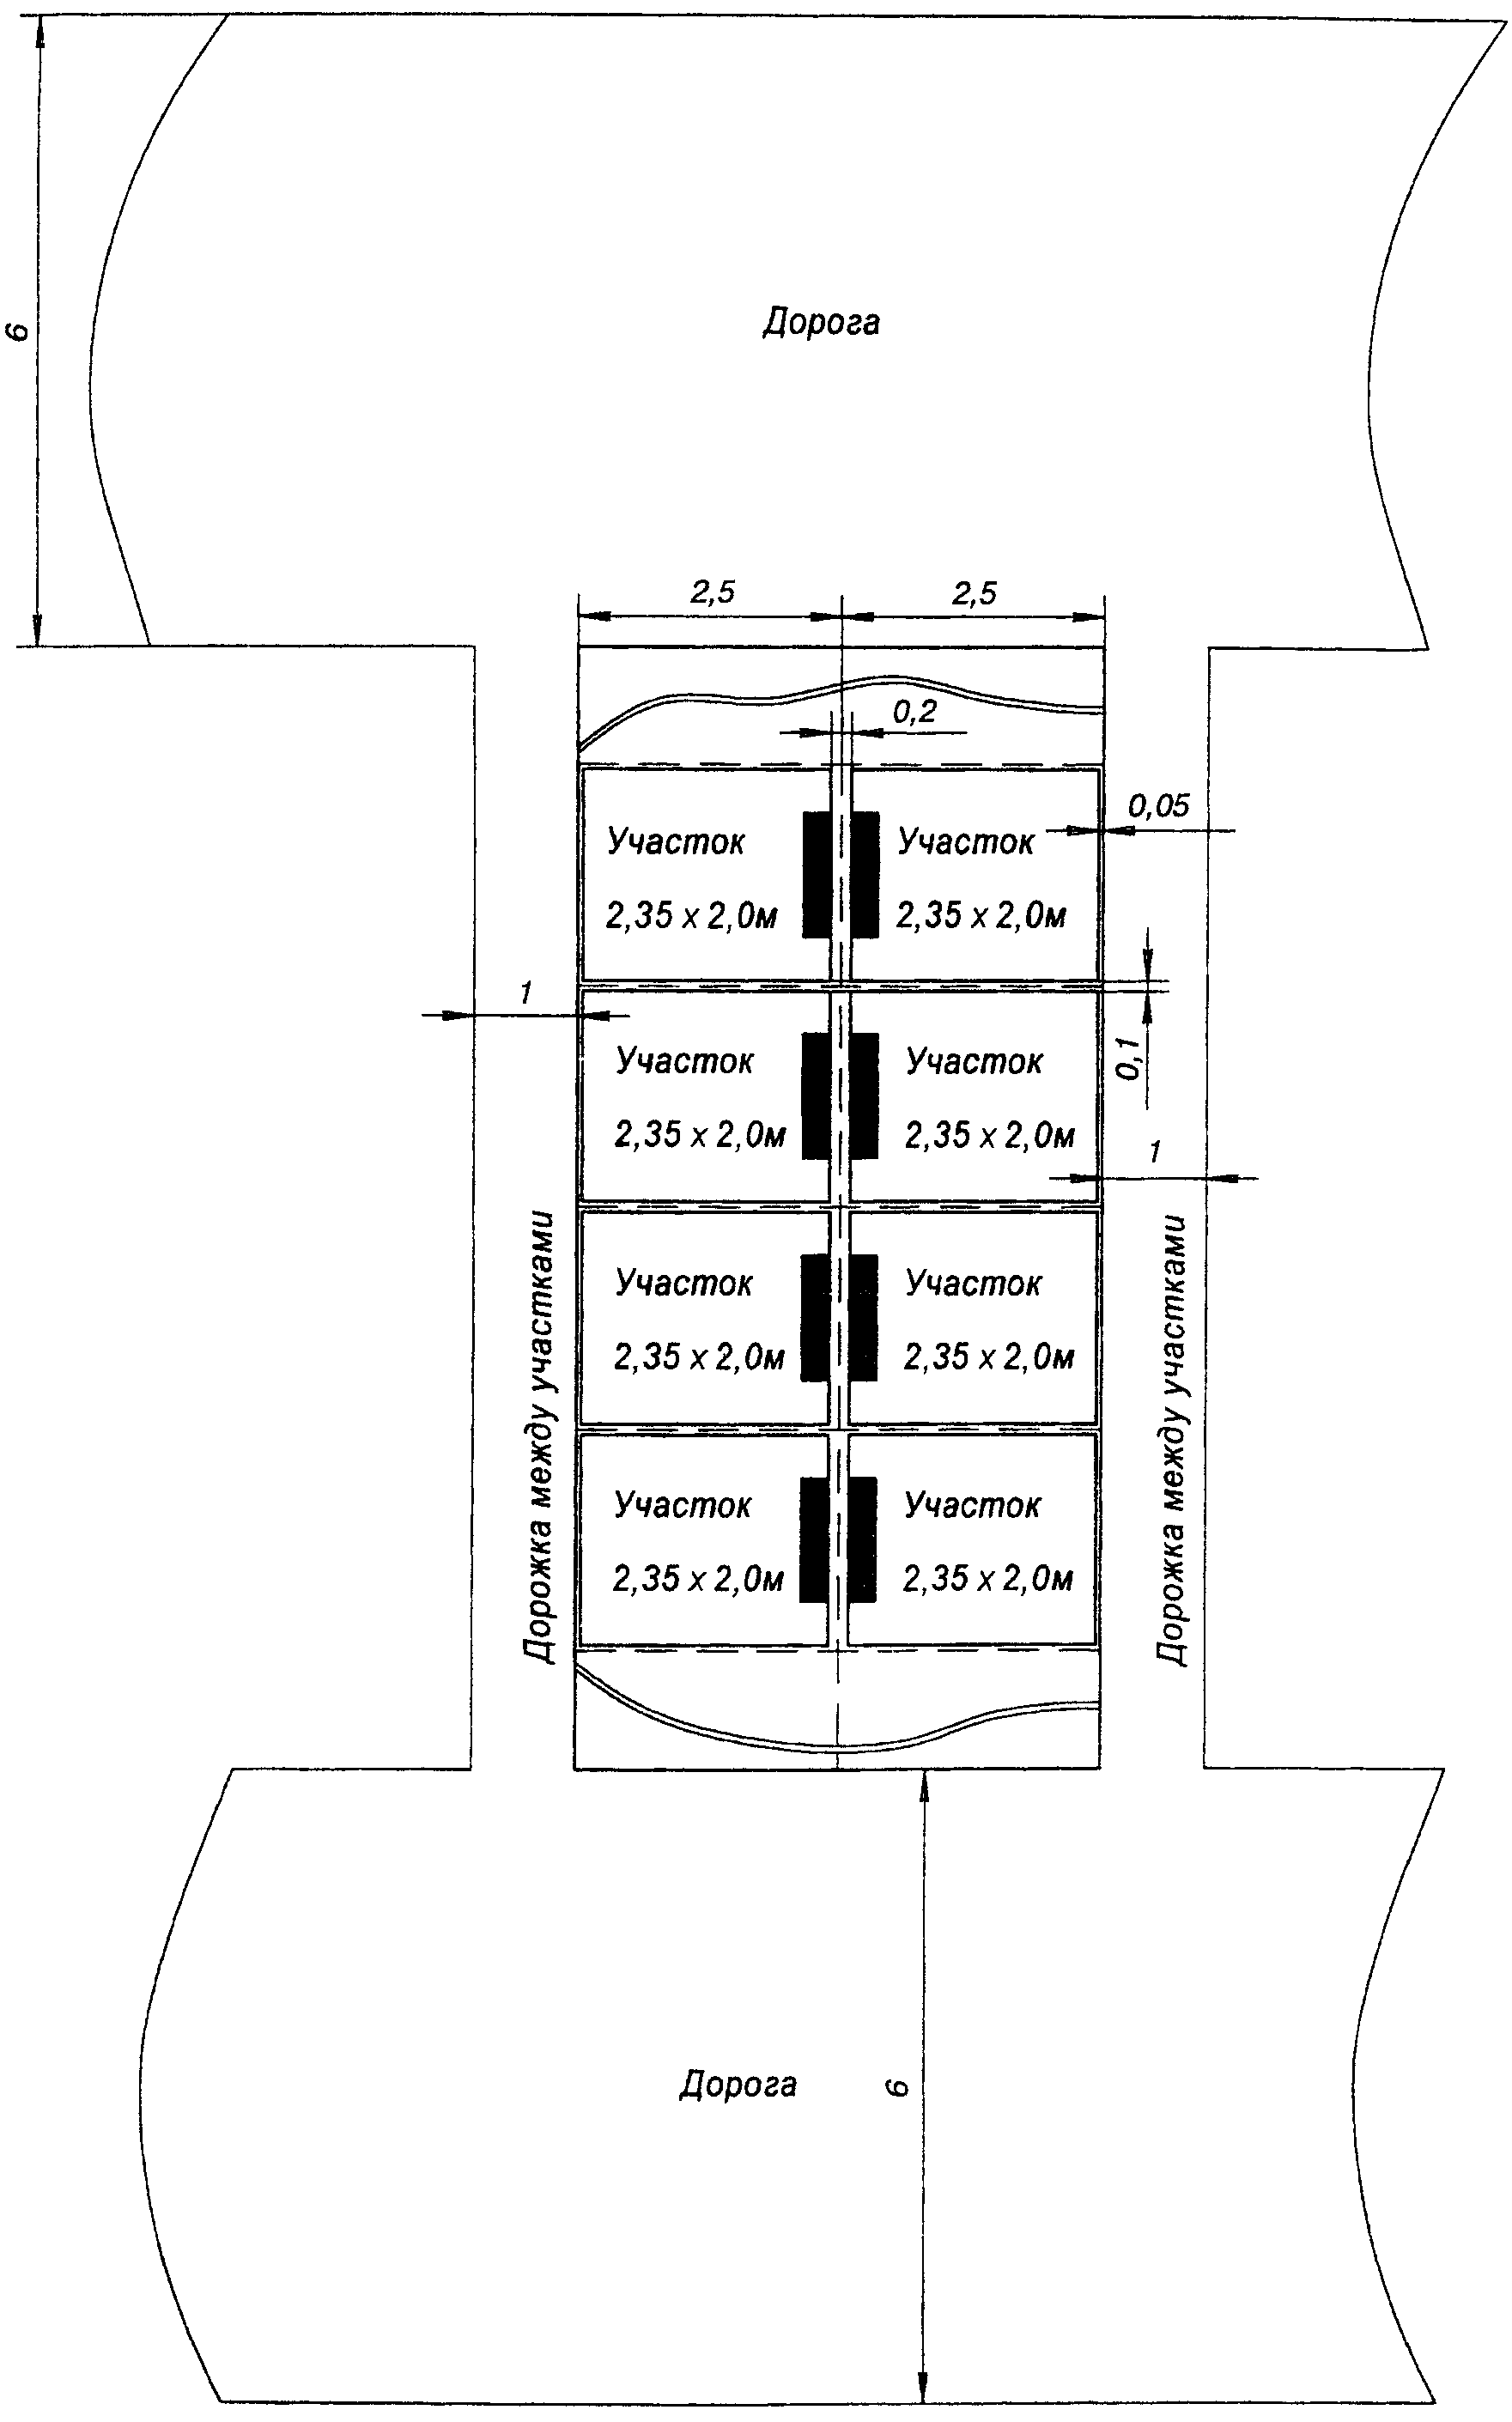 6
Дорога
2,5
2,5
0,2
0,05
Участок
2,35 х 2,0м
Участок
2,35 х 2,0м
1
0,1
Участок
2,35 х 2,0м
Участок
2,35 х 2,0м
1
Дорожка между участками
Дорожка между участками
Участок
2,35 х 2,0м
Участок
2,35 х 2,0м
Участок
2,35 х 2,0м
Участок
2,35 х 2,0м
Дорога
6